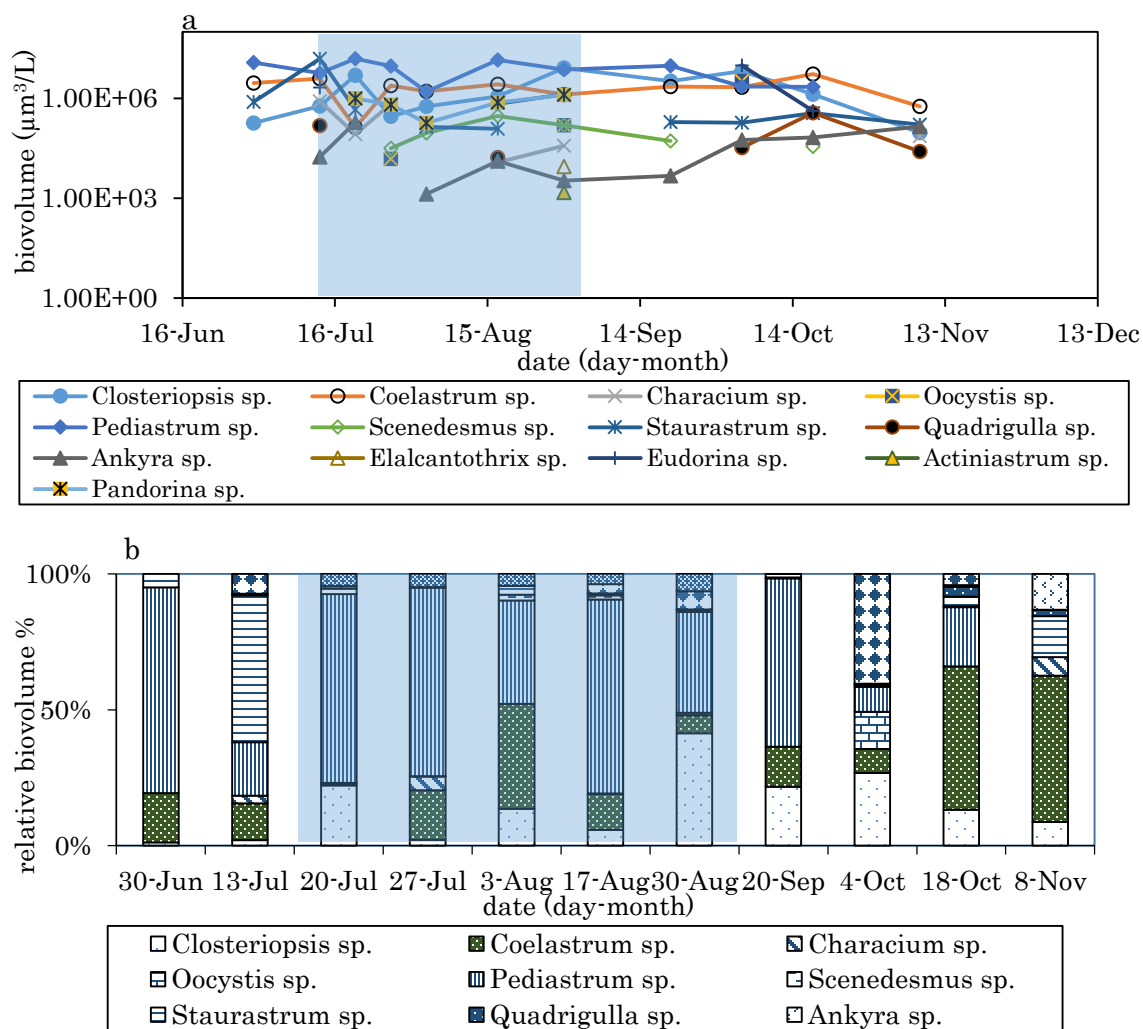 a
biovolume (µm³/L)
1.00E+06
1.00E+03
1.00E+00
16-Jun 16-Jul 15-Aug 14-Sep 14-Oct 13-Nov 13-Dec
date (day-month)
Closteriopsis sp. Coelastrum sp. Characium sp. Oocystis sp.
Pediastrum sp. Scenedesmus sp. Staurastrum sp. Quadrigulla sp.
Ankyra sp. Elalcantothrix sp. Eudorina sp. Actiniastrum sp.
Pandorina sp.
b
relative biovolume %
100%
50%
0%
30-Jun 13-Jul 20-Jul 27-Jul 3-Aug 17-Aug 30-Aug 20-Sep 4-Oct 18-Oct 8-Nov
date (day-month)
Closteriopsis sp. Coelastrum sp. Characium sp.
Oocystis sp. Pediastrum sp. Scenedesmus sp.
Staurastrum sp. Quadrigulla sp. Ankyra sp.